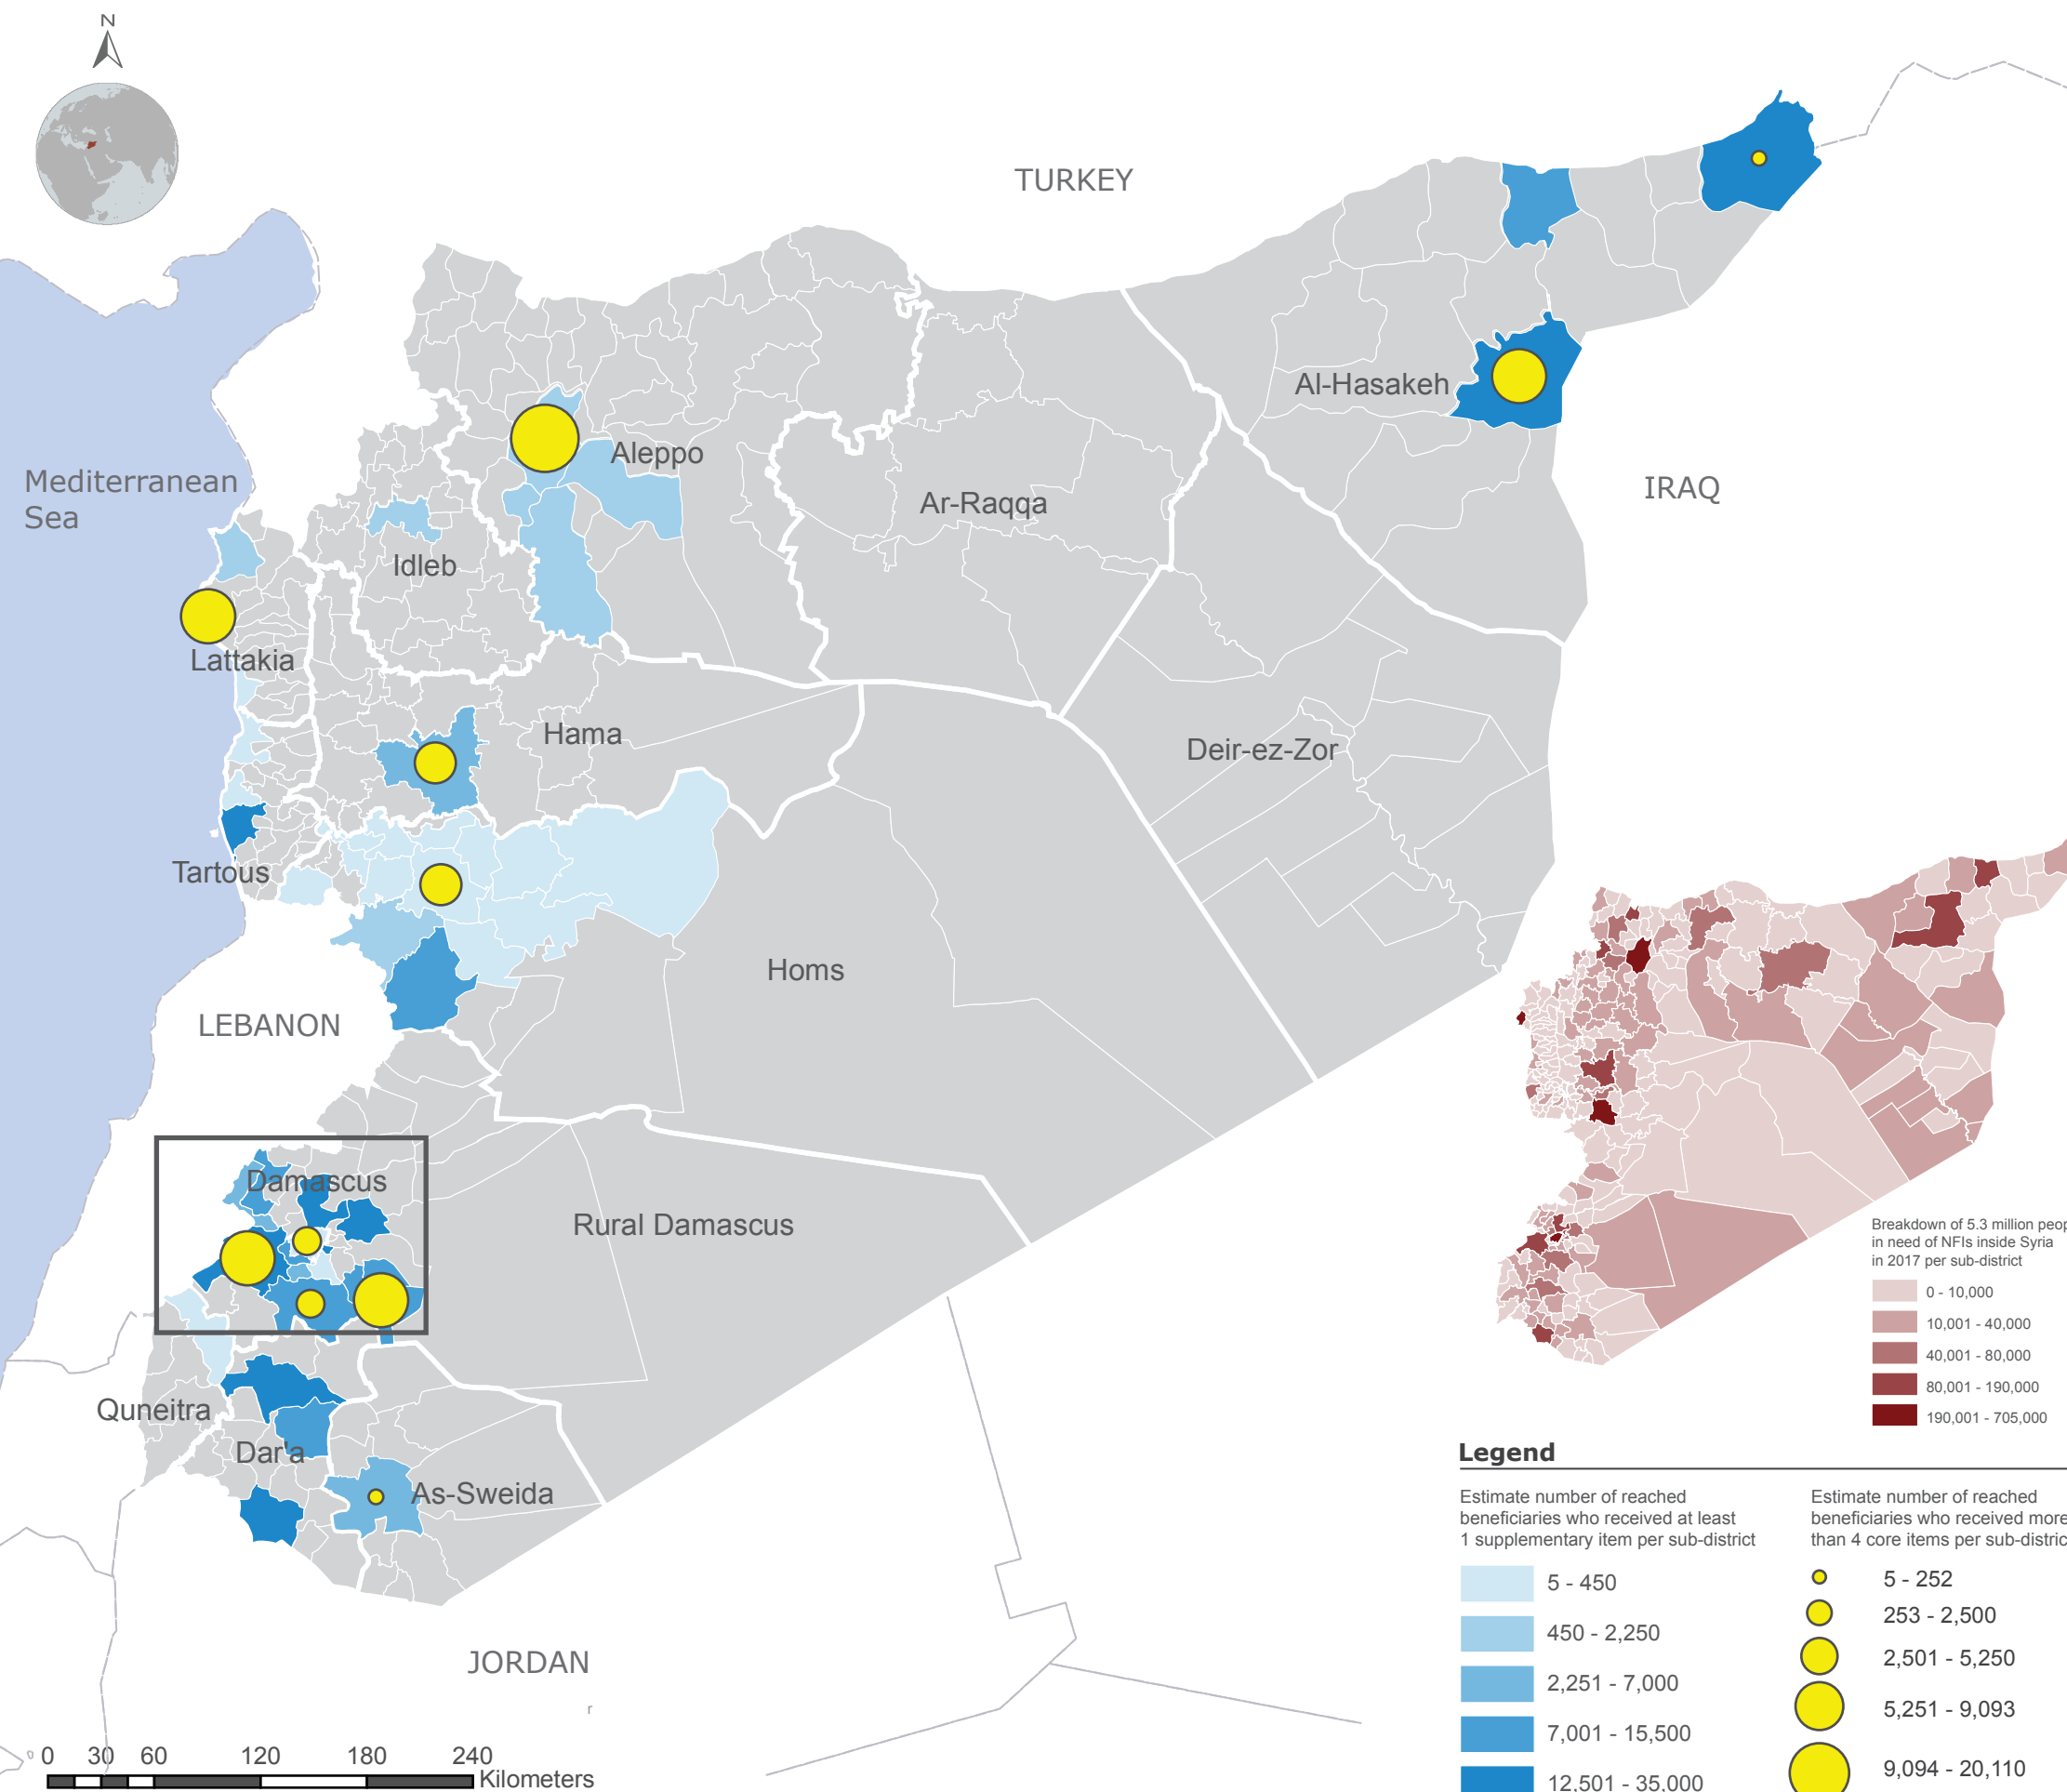 N
TURKEY
Al-Hasakeh
Aleppo
Mediterranean
Sea
IRAQ
Ar-Raqqa
Idleb
Lattakia
Hama
Deir-ez-Zor
Tartous
Homs
LEBANON
Damascus
Rural Damascus
Quneitra
Dar'a
As-Sweida
JORDAN
r
0 30 60 120 180 240
Kilometers
Breakdown of 5.3 million peop
in need of NFIs inside Syria
in 2017 per sub-district
0 - 10,000
10,001 - 40,000
40,001 - 80,000
80,001 - 190,000
190,001 - 705,000
Legend
Estimate number of reached
beneficiaries who received at least
1 supplementary item per sub-district
5 - 450
450 - 2,250
2,251 - 7,000
7,001 - 15,500
12,501 - 35,000
Estimate number of reached
beneficiaries who received more
than 4 core items per sub-distric
5 - 252
253 - 2,500
2,501 - 5,250
5,251 - 9,093
9,094 - 20,110